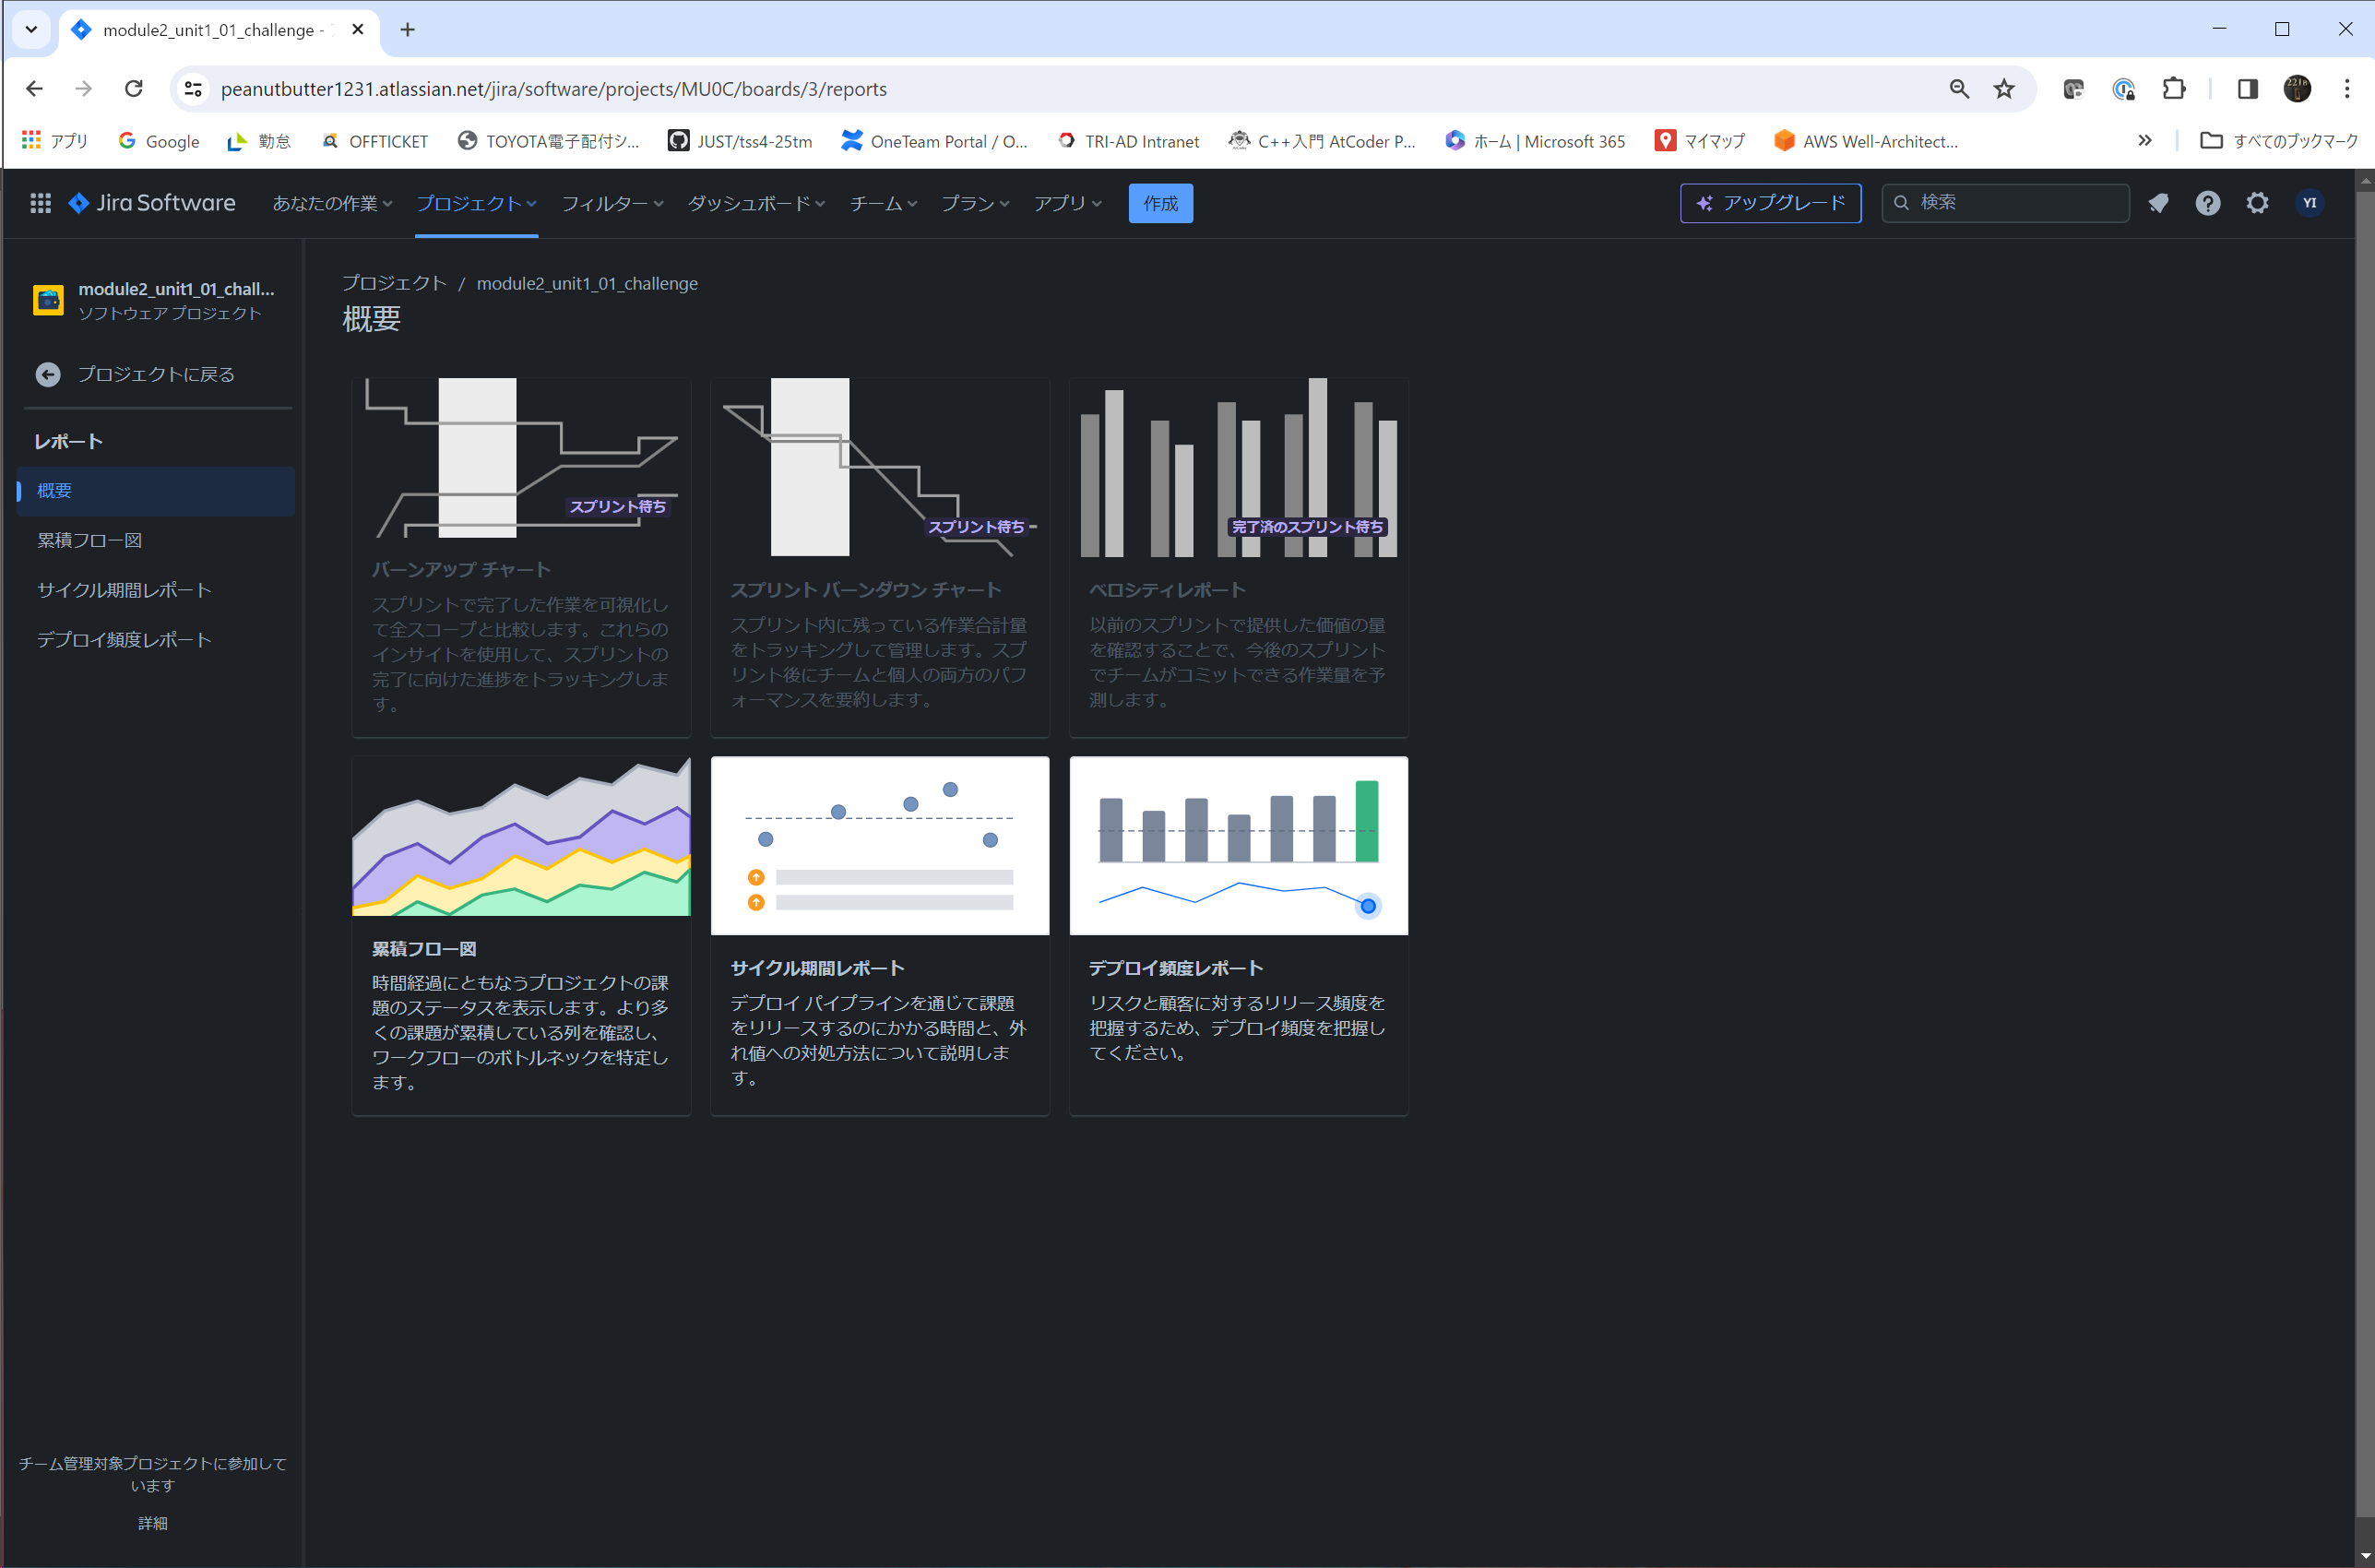 module2_unit1_01_challenge -
peanutbutter1231.atlassian.net/jira/software/projects/MU0C/boards/3/reports
アプリ Google 勤怠 OFFTICKET TOYOTA電子配付シ... JUST/tss4-25tm OneTeam Portal / O... TRI-AD Intranet C++入門 AtCoder P... ホーム | Microsoft 365 マイマップ AWS Well-Architect... » すべてのブックマーク
Jira Software あなたの作業 プロジェクト フィルター ダッシュボード チーム プラン アプリ 作成 アップグレード 検索 YI
module2_unit1_01_chall...
ソフトウェア プロジェクト
プロジェクトに戻る
レポート
概要
累積フロー図
サイクル期間レポート
デプロイ頻度レポート
チーム管理対象プロジェクトに参加して
います
詳細
プロジェクト / module2_unit1_01_challenge
概要
スプリント待ち
バーンアップ チャート
スプリントで完了した作業を可視化し
て全スコープと比較します。これらの
インサイトを使用して、スプリントの
完了に向けた進捗をトラッキングしま
す。
スプリント待ち
スプリント バーンダウン チャート
スプリント内に残っている作業合計量
をトラッキングして管理します。スプ
リント後にチームと個人の両方のパフ
ォーマンスを要約します。
完了済のスプリント待ち
ベロシティレポート
以前のスプリントで提供した価値の量
を確認することで、今後のスプリント
でチームがコミットできる作業量を予
測します。
累積フロー図
時間経過にともなうプロジェクトの課
題のステータスを表示します。より多
くの課題が累積している列を確認し、
ワークフローのボトルネックを特定し
ます。
サイクル期間レポート
デプロイ パイプラインを通じて課題
をリリースするのにかかる時間と、外
れ値への対処方法について説明しま
す。
デプロイ頻度レポート
リスクと顧客に対するリリース頻度を
把握するため、デプロイ頻度を把握し
てください。